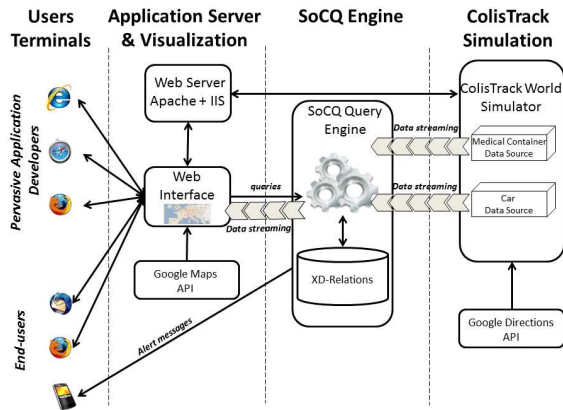 Users
Terminals
Application Server
& Visualization
SoCQ Engine
ColisTrack
Simulation
Pervasive Application
Developers
End-users
Web Server
Apache + IIS
Web
Interface
Google Maps
API
queries
Data streaming
Alert messages
SoCQ Query
Engine
XD-Relations
Data streaming
Data streaming
ColisTrack World
Simulator
Medical Container
Data Source
Car
Data Source
Google Directions
API